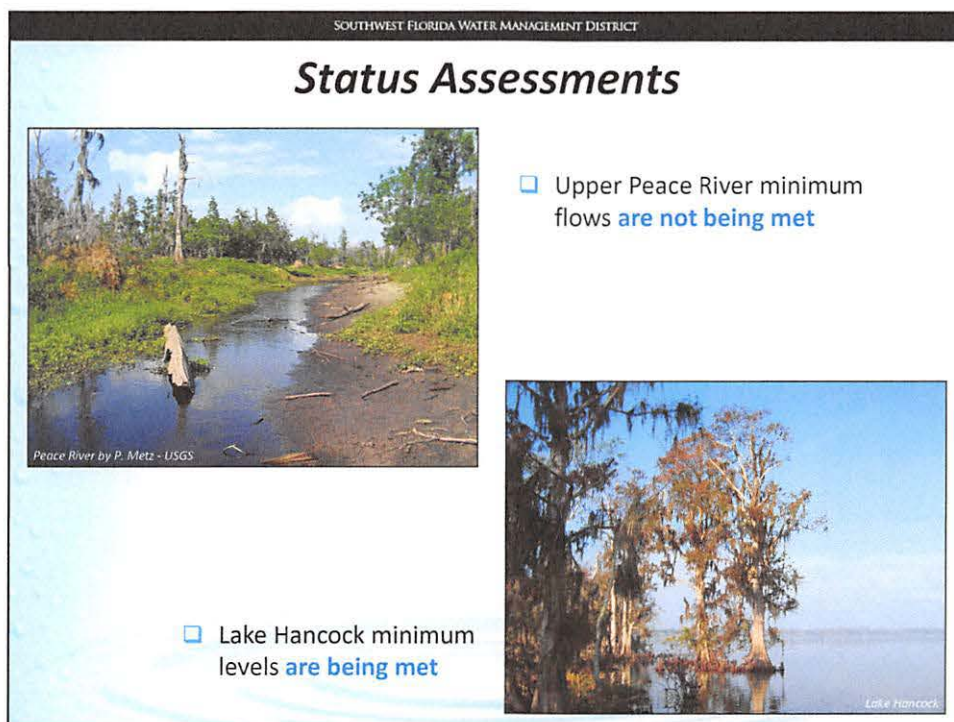 SOUTHWEST FLORIDA WATER MANAGEMENT DISTRICT
Status Assessments
Upper Peace River minimum
flows are not being met
Peace River by P. Metz - USGS
Lake Hancock minimum
levels are being met
Lake Hancock